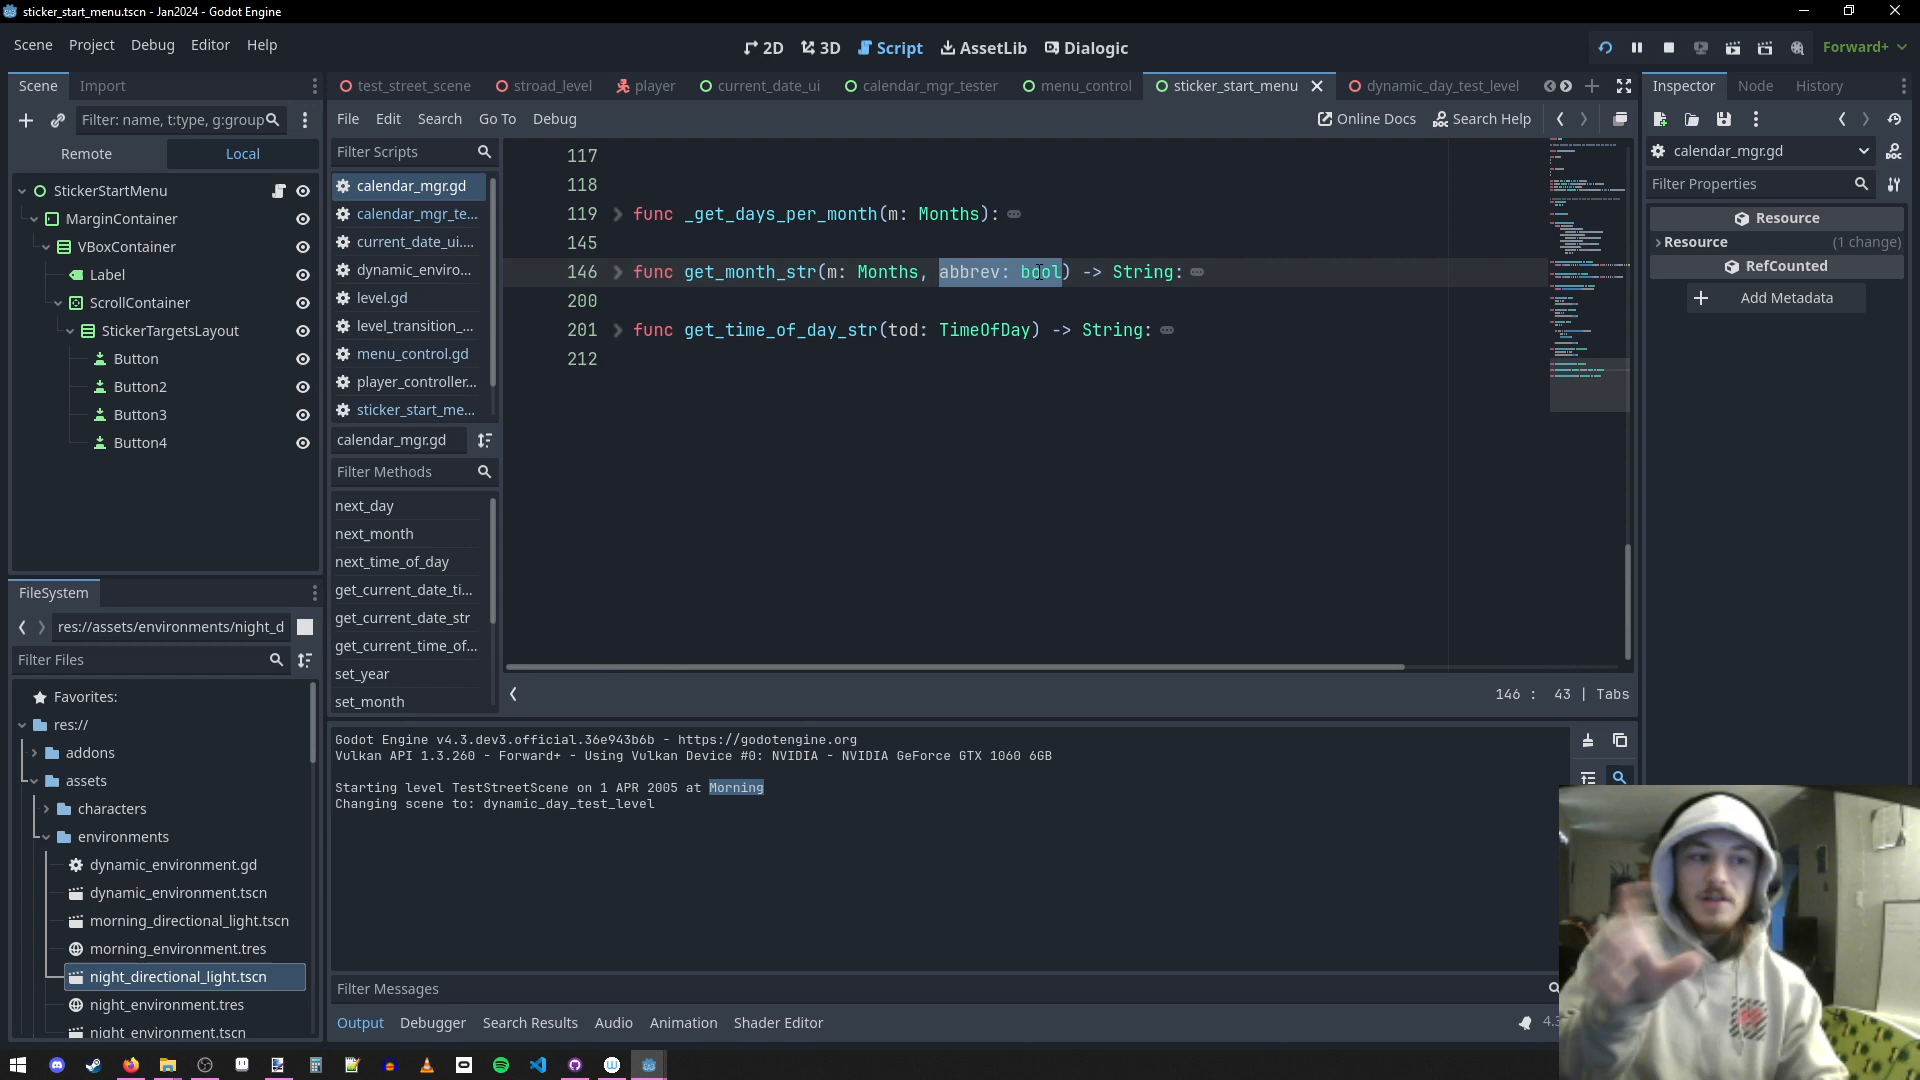 sticker_start_menu.tscn - Jan2024 - Godot Engine
Scene Project Debug Editor Help
2D 3D Script AssetLib Dialogic
Forward+
Scene Import
test_street_scene stroad_level player current_date_ui calendar_mgr_tester menu_control sticker_start_menu dynamic_day_test_level
Inspector Node History
Filter: name, t:type, g:group
File Edit Search Go To Debug
Online Docs Search Help
Remote Local
Filter Scripts
calendar_mgr.gd
Filter Properties
Resource
Resource (1 change)
RefCounted
Add Metadata
StickerStartMenu
MarginContainer
VBoxContainer
Label
ScrollContainer
StickerTargetsLayout
Button
Button2
Button3
Button4
calendar_mgr.gd
calendar_mgr_te...
current_date_ui....
dynamic_enviro...
level.gd
level_transition_...
menu_control.gd
player_controller...
sticker_start_me...
calendar_mgr.gd
Filter Methods
next_day
next_month
next_time_of_day
get_current_date_ti...
get_current_date_str
get_current_time_of...
set_year
set_month
117
118
119 func _get_days_per_month(m: Months):
145
146 func get_month_str(m: Months, abbrev: bool) -> String:
200
201 func get_time_of_day_str(tod: TimeOfDay) -> String:
212
146 : 43 | Tabs
FileSystem
res://assets/environments/night_d
Filter Files
Favorites:
res://
addons
assets
characters
environments
dynamic_environment.gd
dynamic_environment.tscn
morning_directional_light.tscn
morning_environment.tres
night_directional_light.tscn
night_environment.tres
night_environment.tscn
Godot Engine v4.3.dev3.official.36e943b6b - https://godotengine.org
Vulkan API 1.3.260 - Forward+ - Using Vulkan Device #0: NVIDIA - NVIDIA GeForce GTX 1060 6GB
Starting level TestStreetScene on 1 APR 2005 at Morning
Changing scene to: dynamic_day_test_level
Filter Messages
Output Debugger Search Results Audio Animation Shader Editor